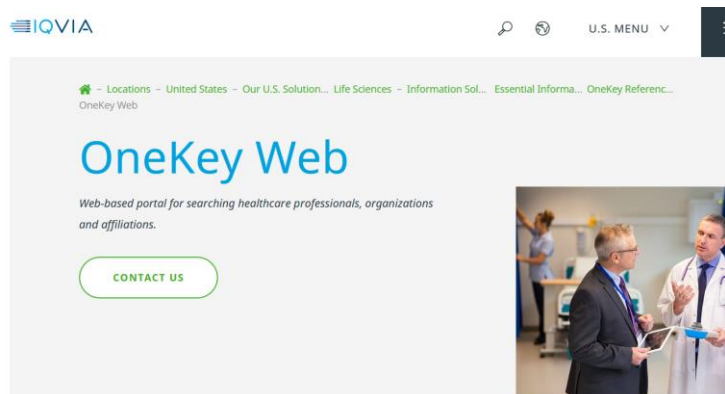 IQVIA
U.S. MENU
– Locations – United States – Our U.S. Solution... Life Sciences – Information Sol... Essential Informa... OneKey Referenc...
OneKey Web
OneKey Web
Web-based portal for searching healthcare professionals, organizations
and affiliations.
CONTACT US